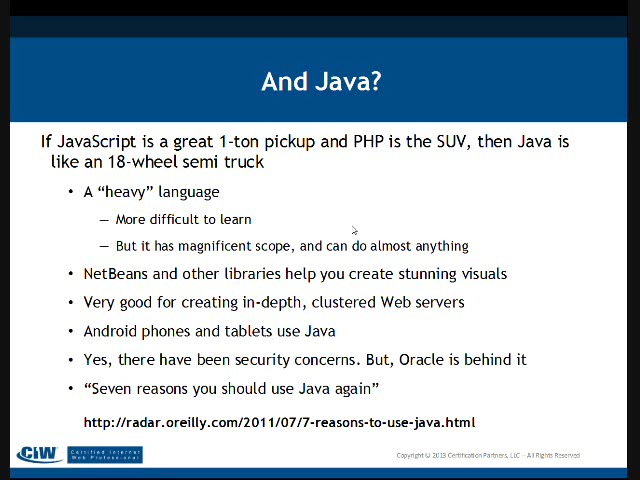 And Java?
If JavaScript is a great 1-ton pickup and PHP is the SUV, then Java is
like an 18-wheel semi truck
• A “heavy” language
— More difficult to learn
— But it has magnificent scope, and can do almost anything
• NetBeans and other libraries help you create stunning visuals
• Very good for creating in-depth, clustered Web servers
• Android phones and tablets use Java
• Yes, there have been security concerns. But, Oracle is behind it
• “Seven reasons you should use Java again”
http://radar.oreilly.com/2011/07/7-reasons-to-use-java.html
CIW Certified Internet
Web Professional
Copyright © 2013 Certification Partners, LLC -- All Rights Reserved